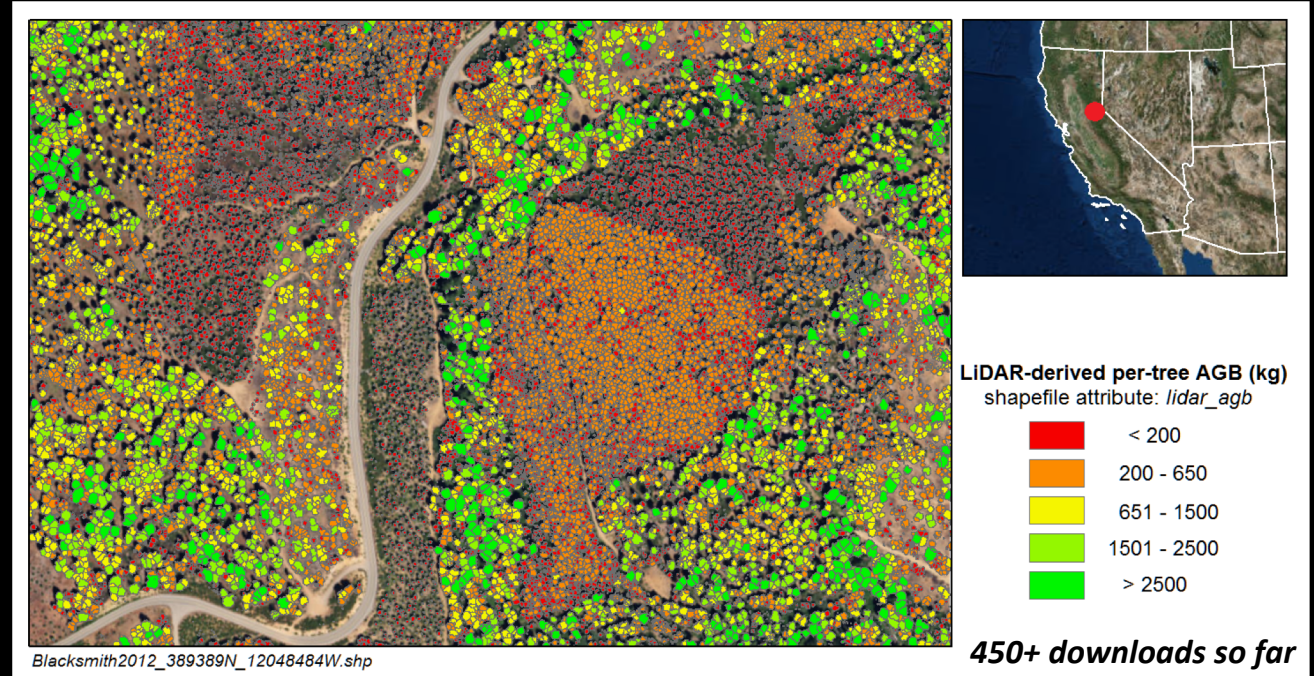 LiDAR-derived per-tree AGB (kg)
shapefile attribute: lidar_agb
< 200
200 - 650
651 - 1500
1501 - 2500
> 2500
450+ downloads so far
Blacksmith2012_389389N_12048484W.shp